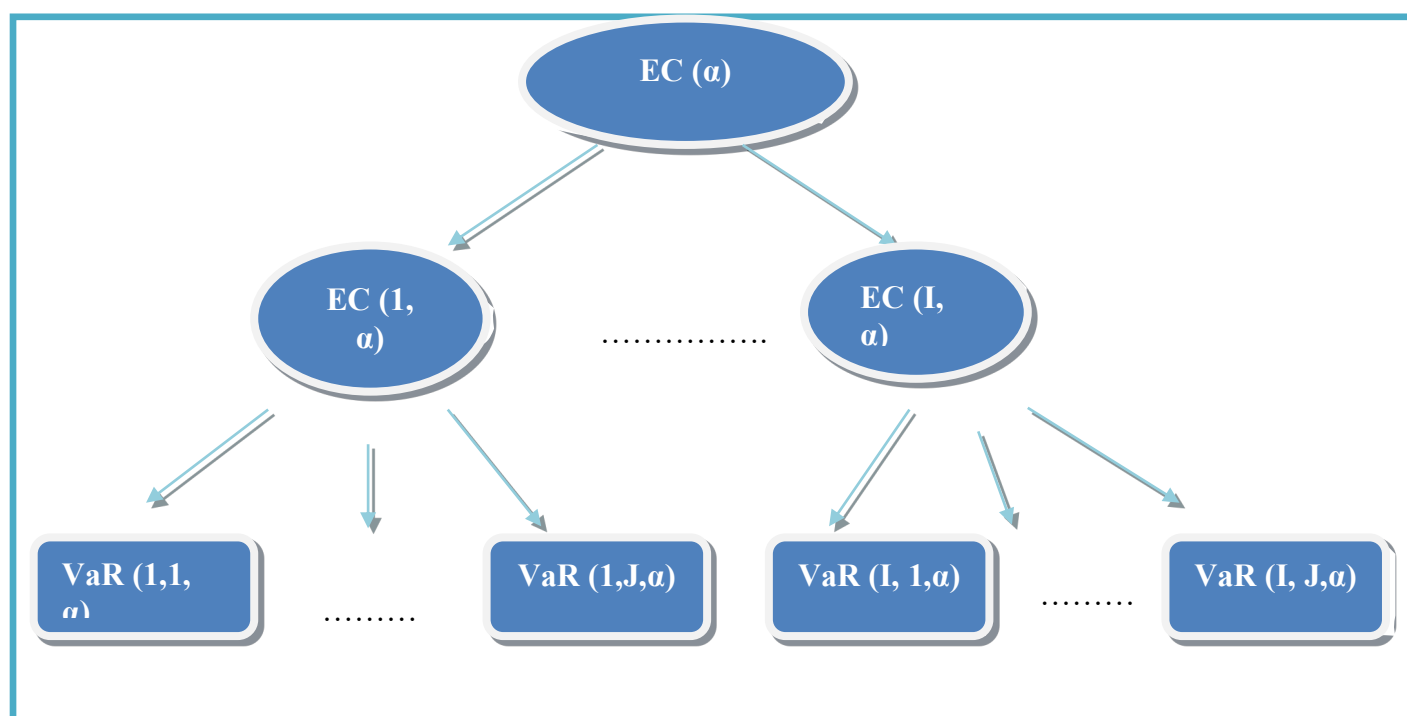 EC (α)
EC (1,
α)
EC (I,
α)
…………….
VaR (1,1,
α)
………
VaR (1,J,α)
VaR (I, 1,α)
………
VaR (I, J,α)